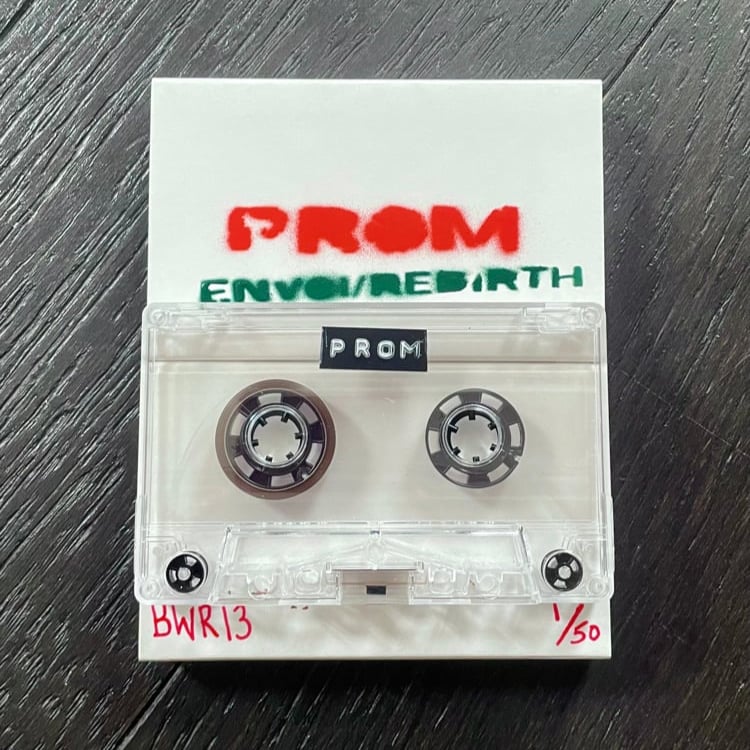 PROM
ENVOI/REBIRTH
PROM
BWR13
1/50